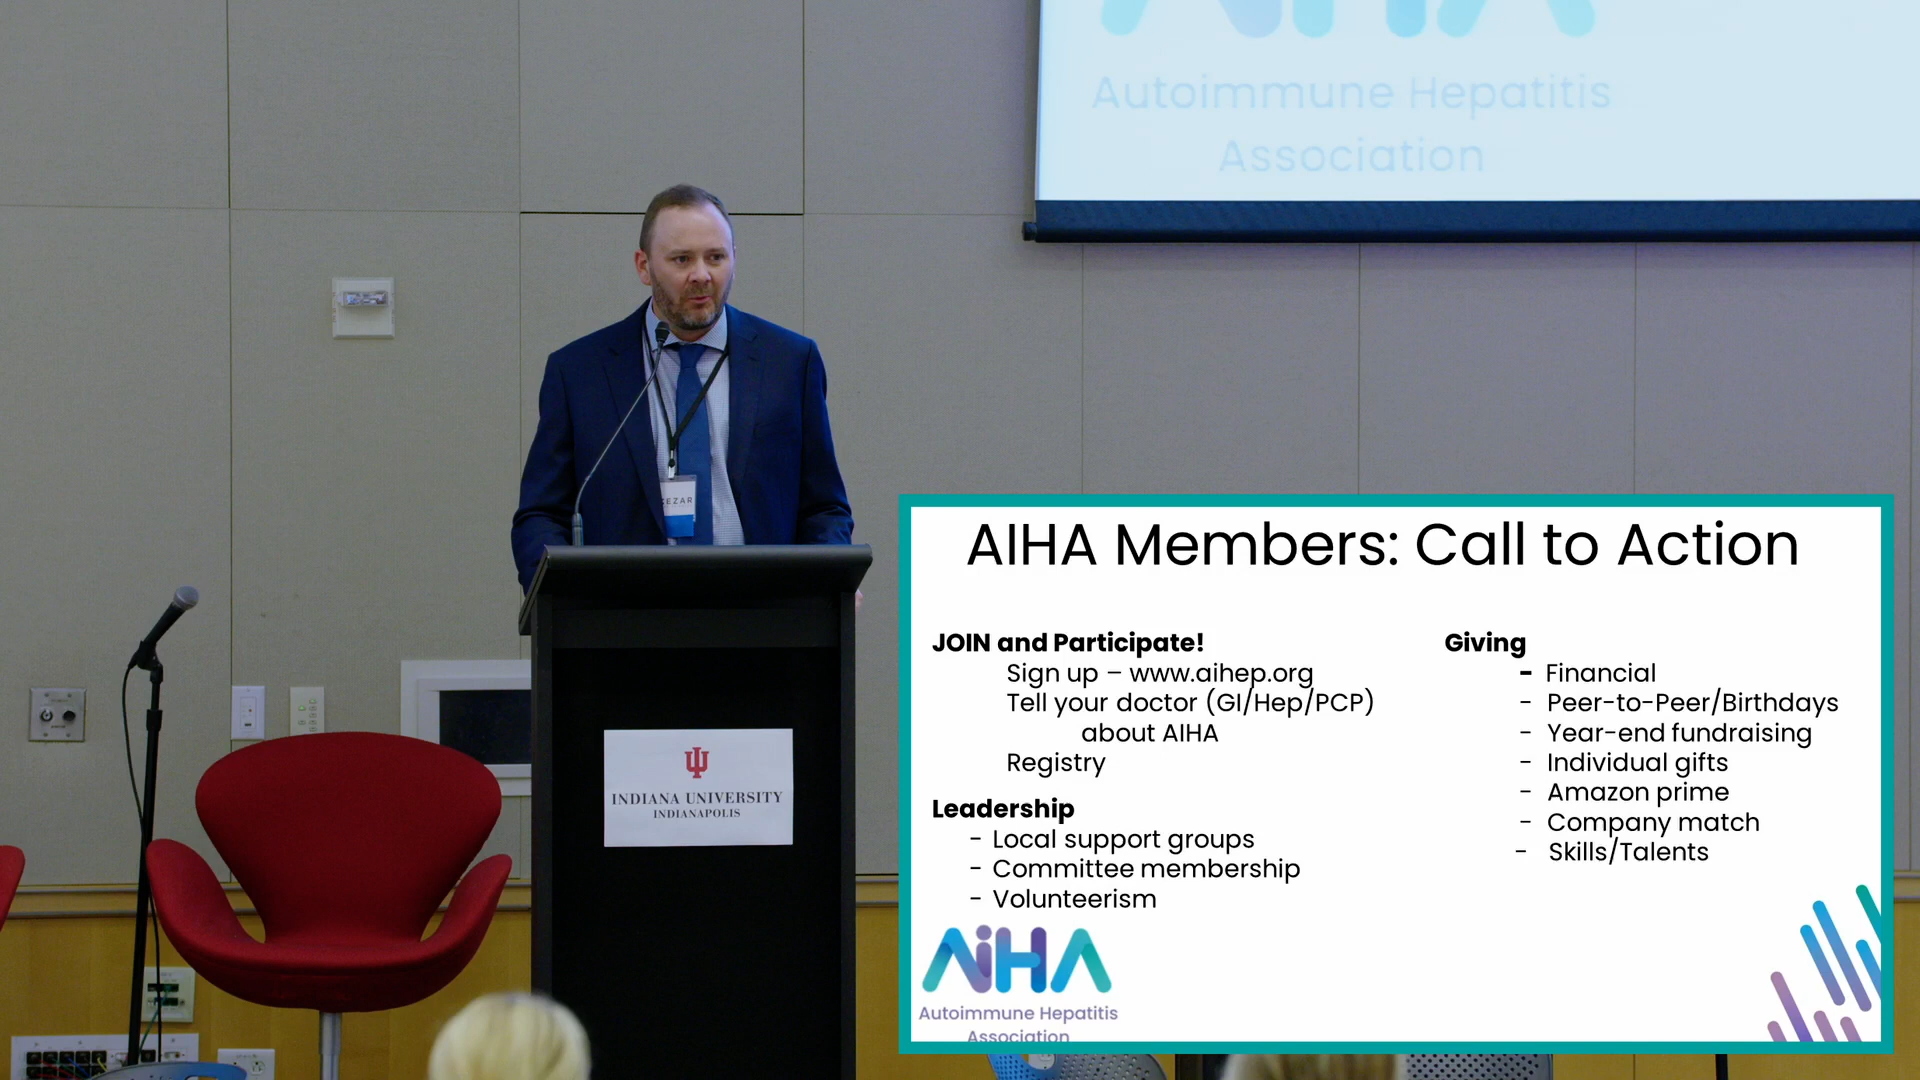 AIHA
Autoimmune Hepatitis
Association
EZAR
INDIANA UNIVERSITY
INDIANAPOLIS
AIHA Members: Call to Action
JOIN and Participate!
Sign up – www.aihep.org
Tell your doctor (GI/Hep/PCP)
about AIHA
Registry
Leadership
- Local support groups
- Committee membership
- Volunteerism
Giving
- Financial
- Peer-to-Peer/Birthdays
- Year-end fundraising
- Individual gifts
- Amazon prime
- Company match
- Skills/Talents
AiHA
Autoimmune Hepatitis
Association